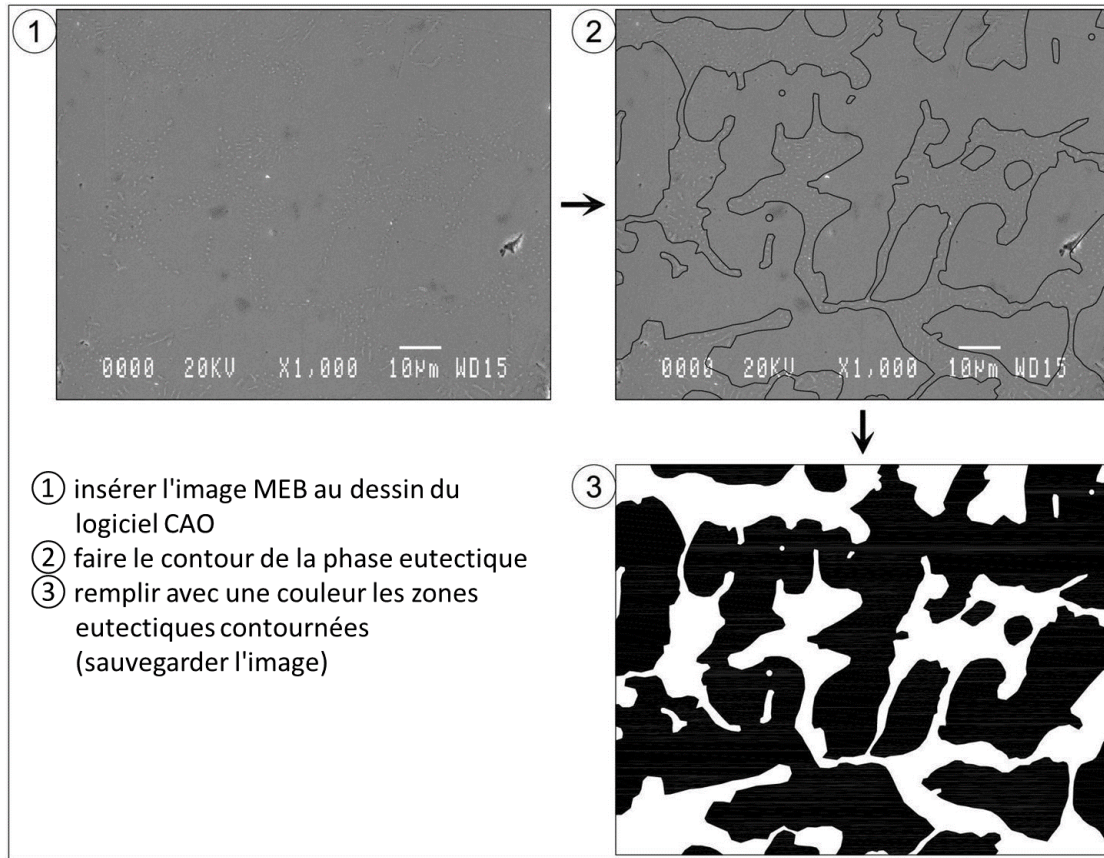 ①
②
0000 20KV X1,000 10µm WD15
0000 20KV X1,000 10µm WD15
③
① insérer l'image MEB au dessin du
logiciel CAO
② faire le contour de la phase eutectique
③ remplir avec une couleur les zones
eutectiques contournées
(sauvegarder l'image)